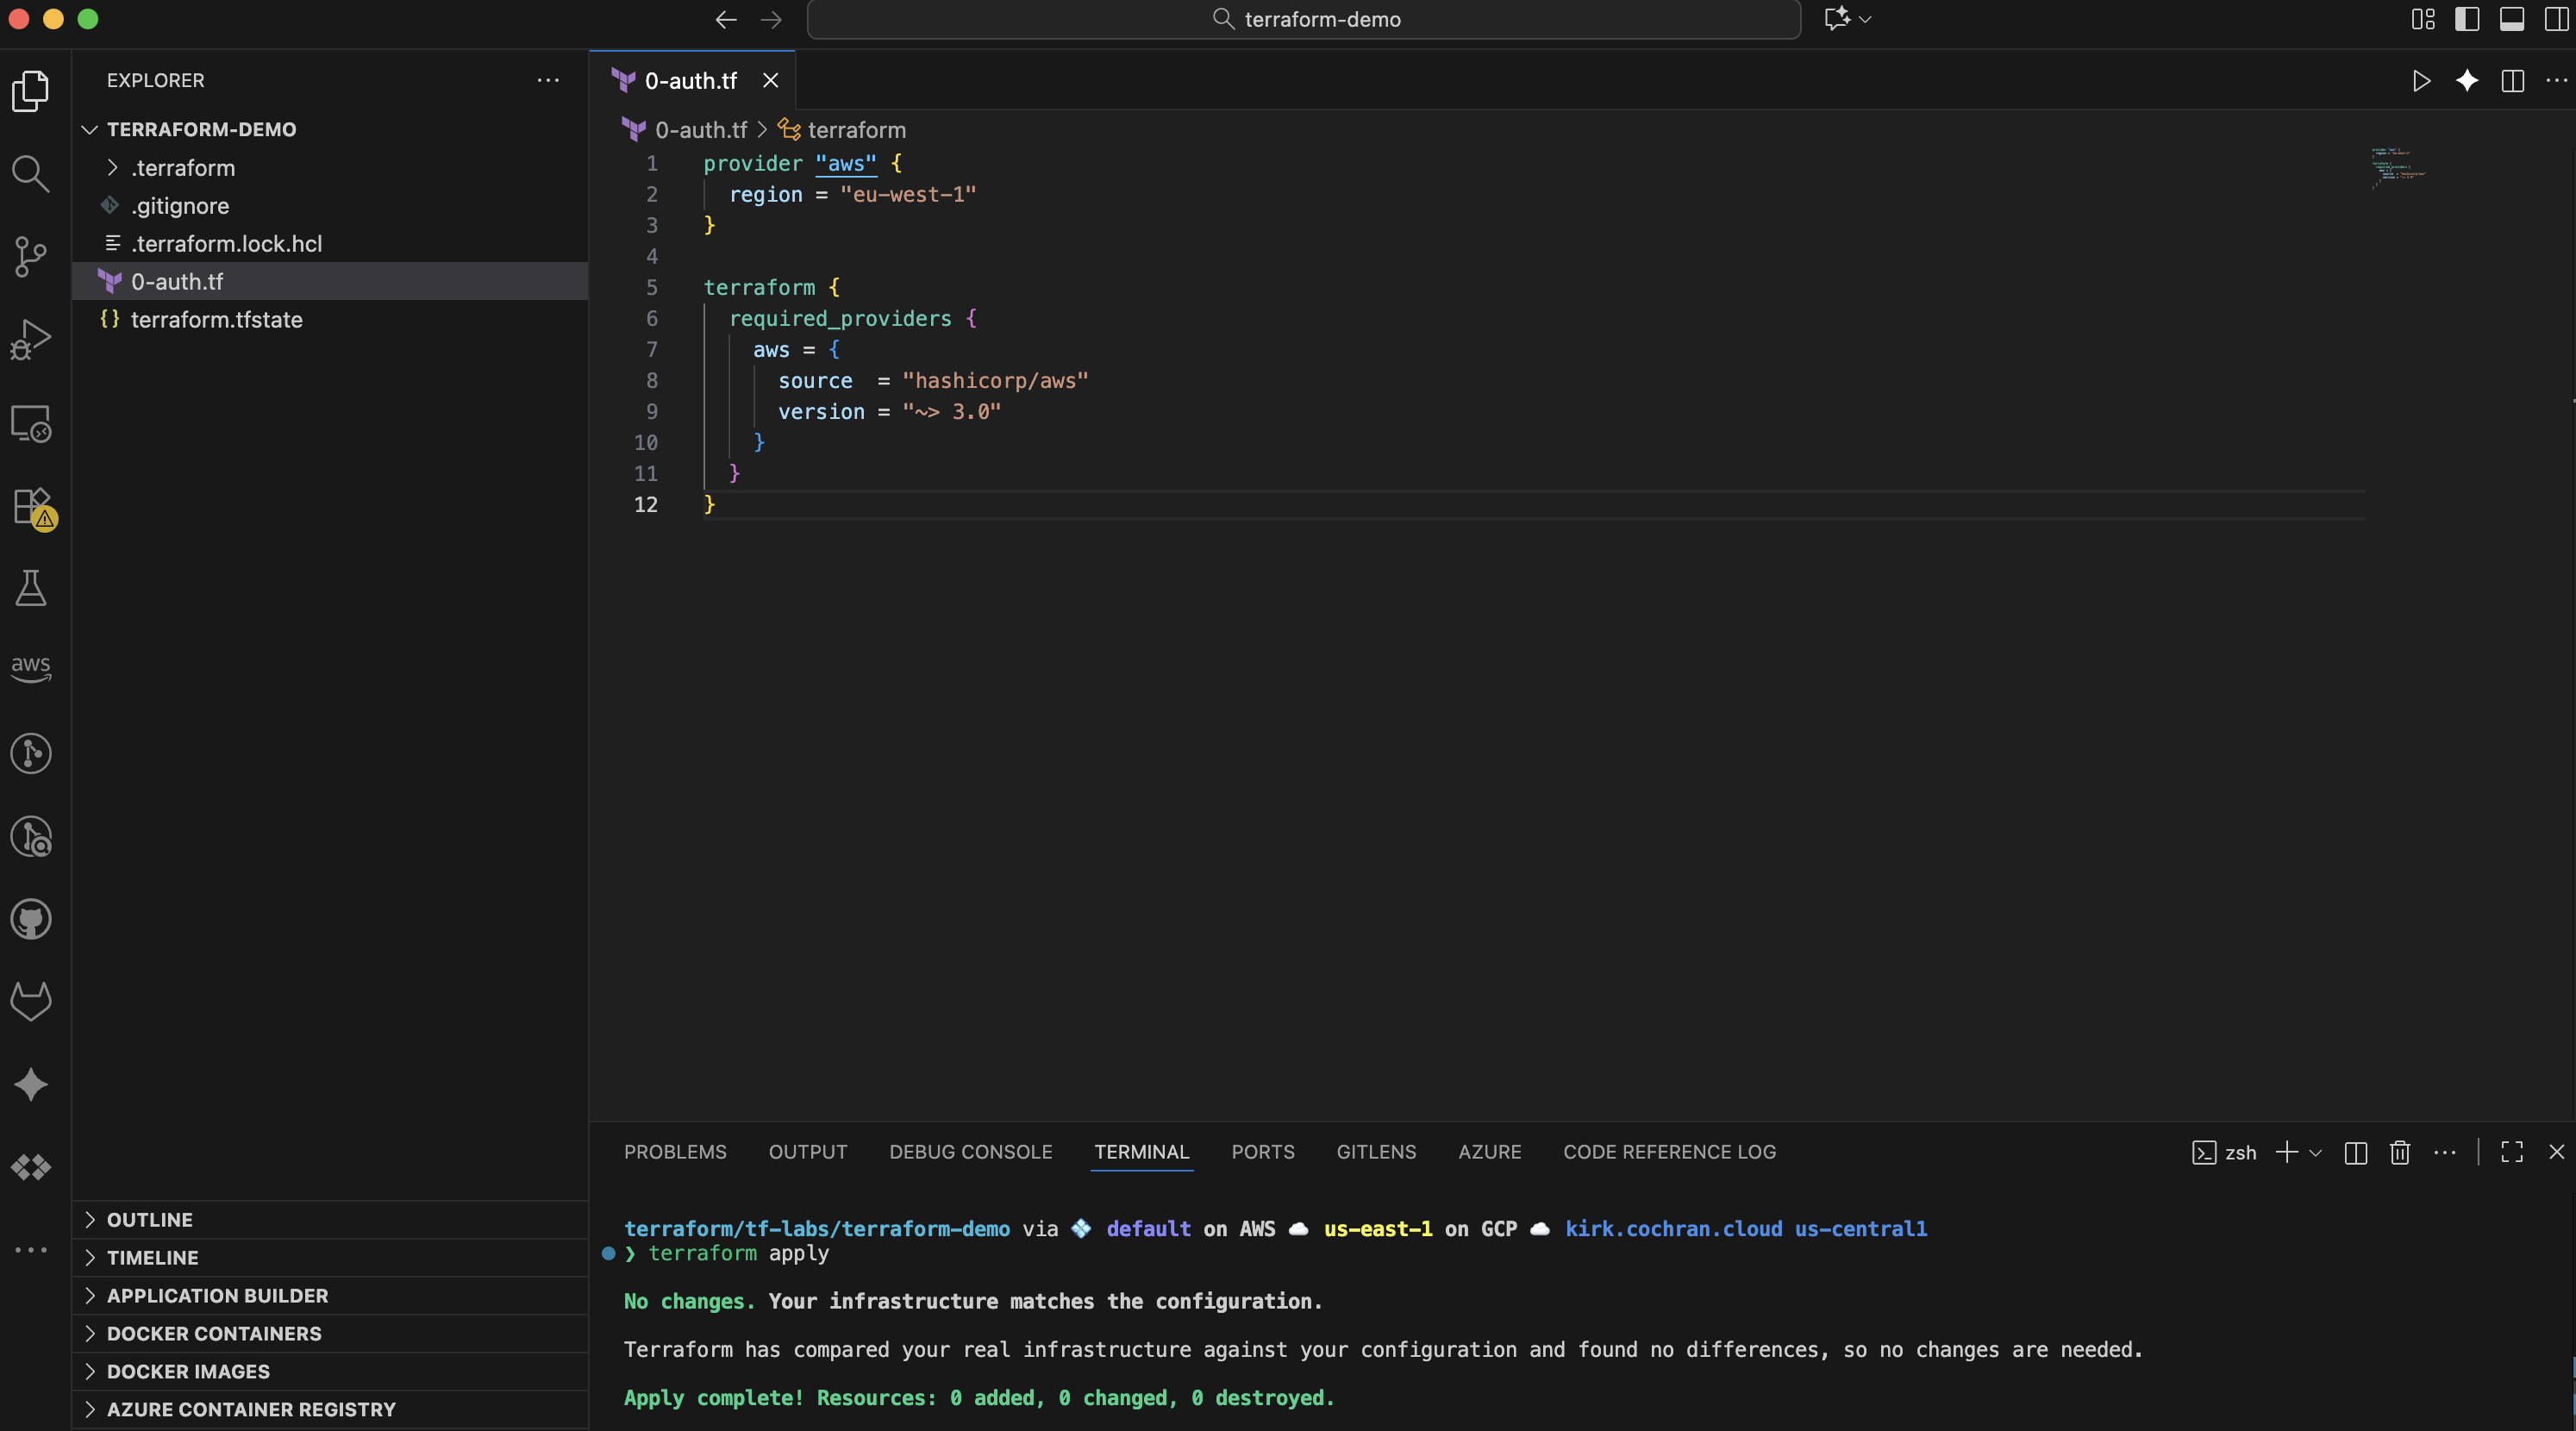 terraform-demo
EXPLORER
TERRAFORM-DEMO
.terraform
.gitignore
.terraform.lock.hcl
0-auth.tf
terraform.tfstate
aws
OUTLINE
TIMELINE
APPLICATION BUILDER
DOCKER CONTAINERS
DOCKER IMAGES
AZURE CONTAINER REGISTRY
0-auth.tf
0-auth.tf > terraform
1 provider "aws" {
2 region = "eu-west-1"
3 }
4
5 terraform {
6 required_providers {
7 aws = {
8 source  = "hashicorp/aws"
9 version = "~> 3.0"
10 }
11 }
12 }
PROBLEMS OUTPUT DEBUG CONSOLE TERMINAL PORTS GITLENS AZURE CODE REFERENCE LOG zsh
terraform/tf-labs/terraform-demo via default on AWS us-east-1 on GCP kirk.cochran.cloud us-central1
❯ terraform apply
No changes. Your infrastructure matches the configuration.
Terraform has compared your real infrastructure against your configuration and found no differences, so no changes are needed.
Apply complete! Resources: 0 added, 0 changed, 0 destroyed.